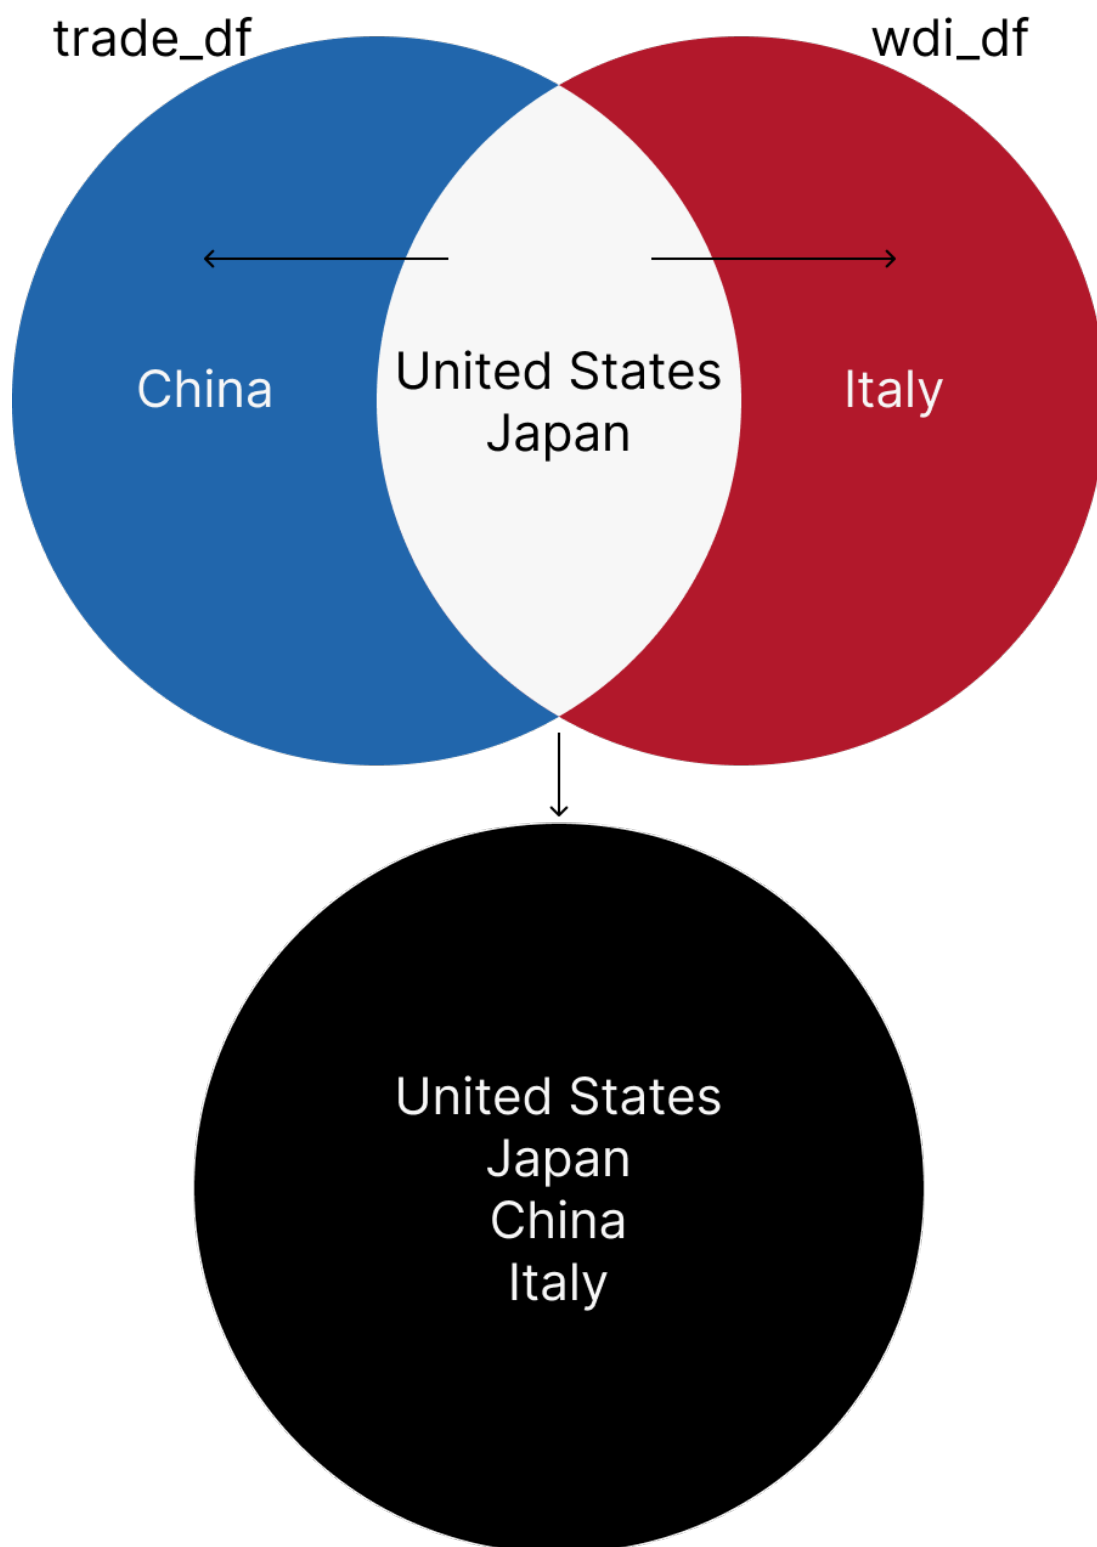 trade_df
wdi_df
China
United States
Japan
Italy
United States
Japan
China
Italy